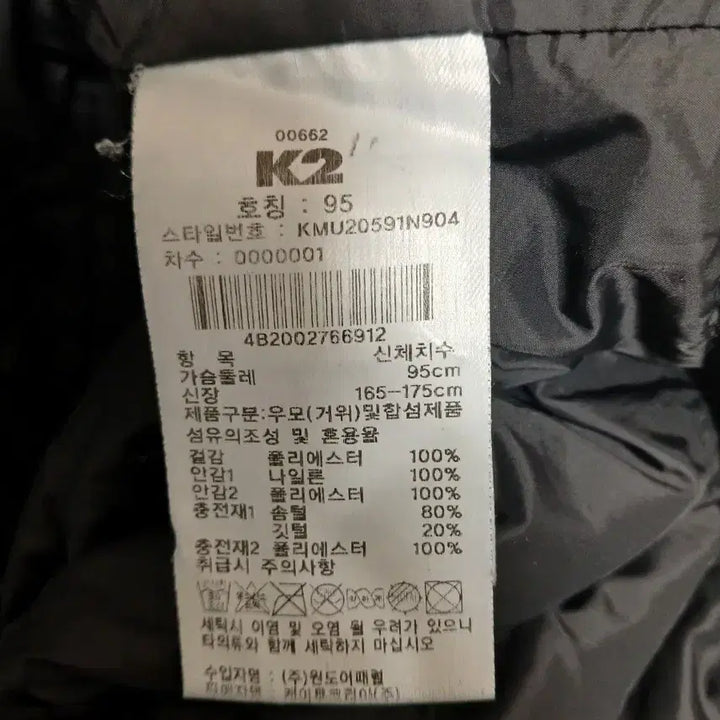 00662
K2
호칭 : 95
스타일번호 : KMU20591N904
차수 : 0000001
4B2002766912
항 목 신체치수
가슴둘레 95cm
신장 165--175cm
제품구분:우모(거위)및합섬제품
섬유의조성 및 혼용율
겉감 폴리에스터 100%
안감1 나일론 100%
안감2 폴리에스터 100%
충전재1 솜털 80%
깃털 20%
충전재2 폴리에스터 100%
취급시 주의사항
세탁시 이염 및 오염 될 우려가 있으니
타의류와 함께 세탁하지 마십시오
수입자명 : (주)원도어패럴